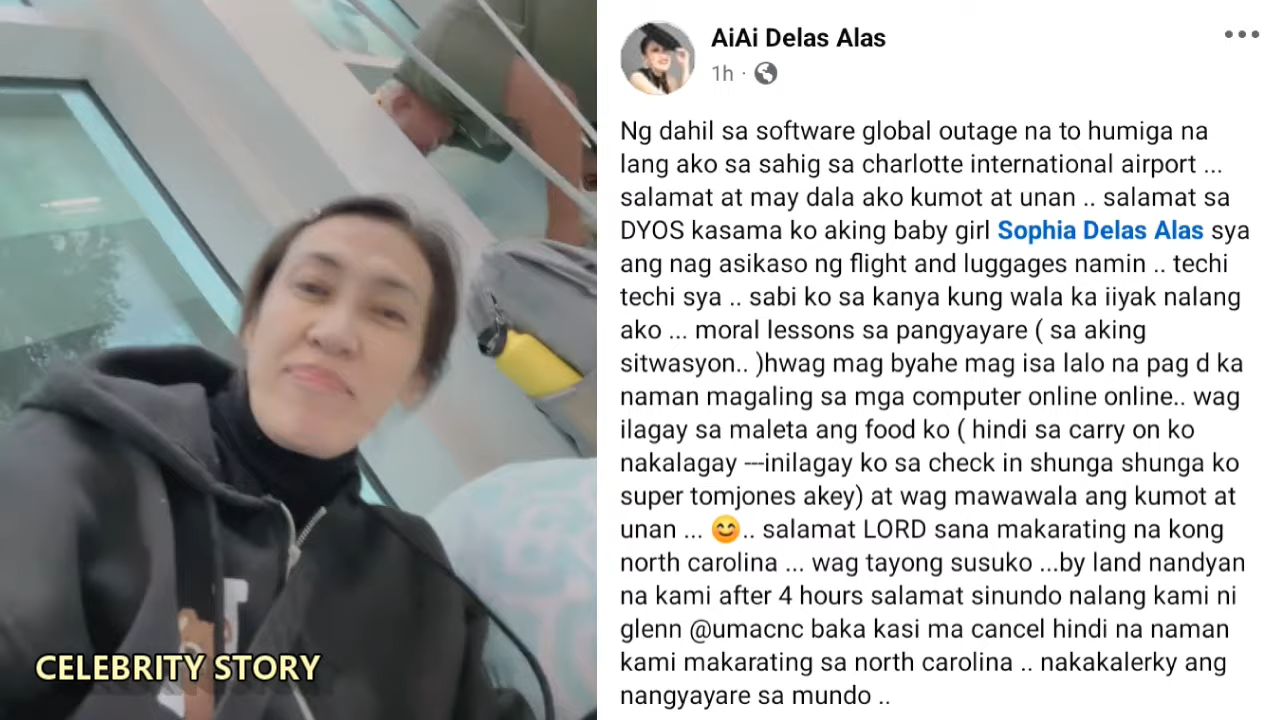 AiAi Delas Alas
1h ·
Ng dahil sa software global outage na to humiga na
lang ako sa sahig sa charlotte international airport ...
salamat at may dala ako kumot at unan .. salamat sa
DYOS kasama ko aking baby girl Sophia Delas Alas sya
ang nag asikaso ng flight and luggages namin .. techi
techi sya .. sabi ko sa kanya kung wala ka iiyak nalang
ako ... moral lessons sa pangyayare ( sa aking
sitwasyon.. )hwag mag byahe mag isa lalo na pag d ka
naman magaling sa mga computer online online.. wag
ilagay sa maleta ang food ko ( hindi sa carry on ko
nakalagay ---inilagay ko sa check in shunga shunga ko
super tomjones akey) at wag mawawala ang kumot at
unan ... 😊.. salamat LORD sana makarating na kong
north carolina ... wag tayong susuko ...by land nandyan
na kami after 4 hours salamat sinundo nalang kami ni
glenn @umacnc baka kasi ma cancel hindi na naman
kami makarating sa north carolina .. nakakalerky ang
nangyayare sa mundo ..
CELEBRITY STORY